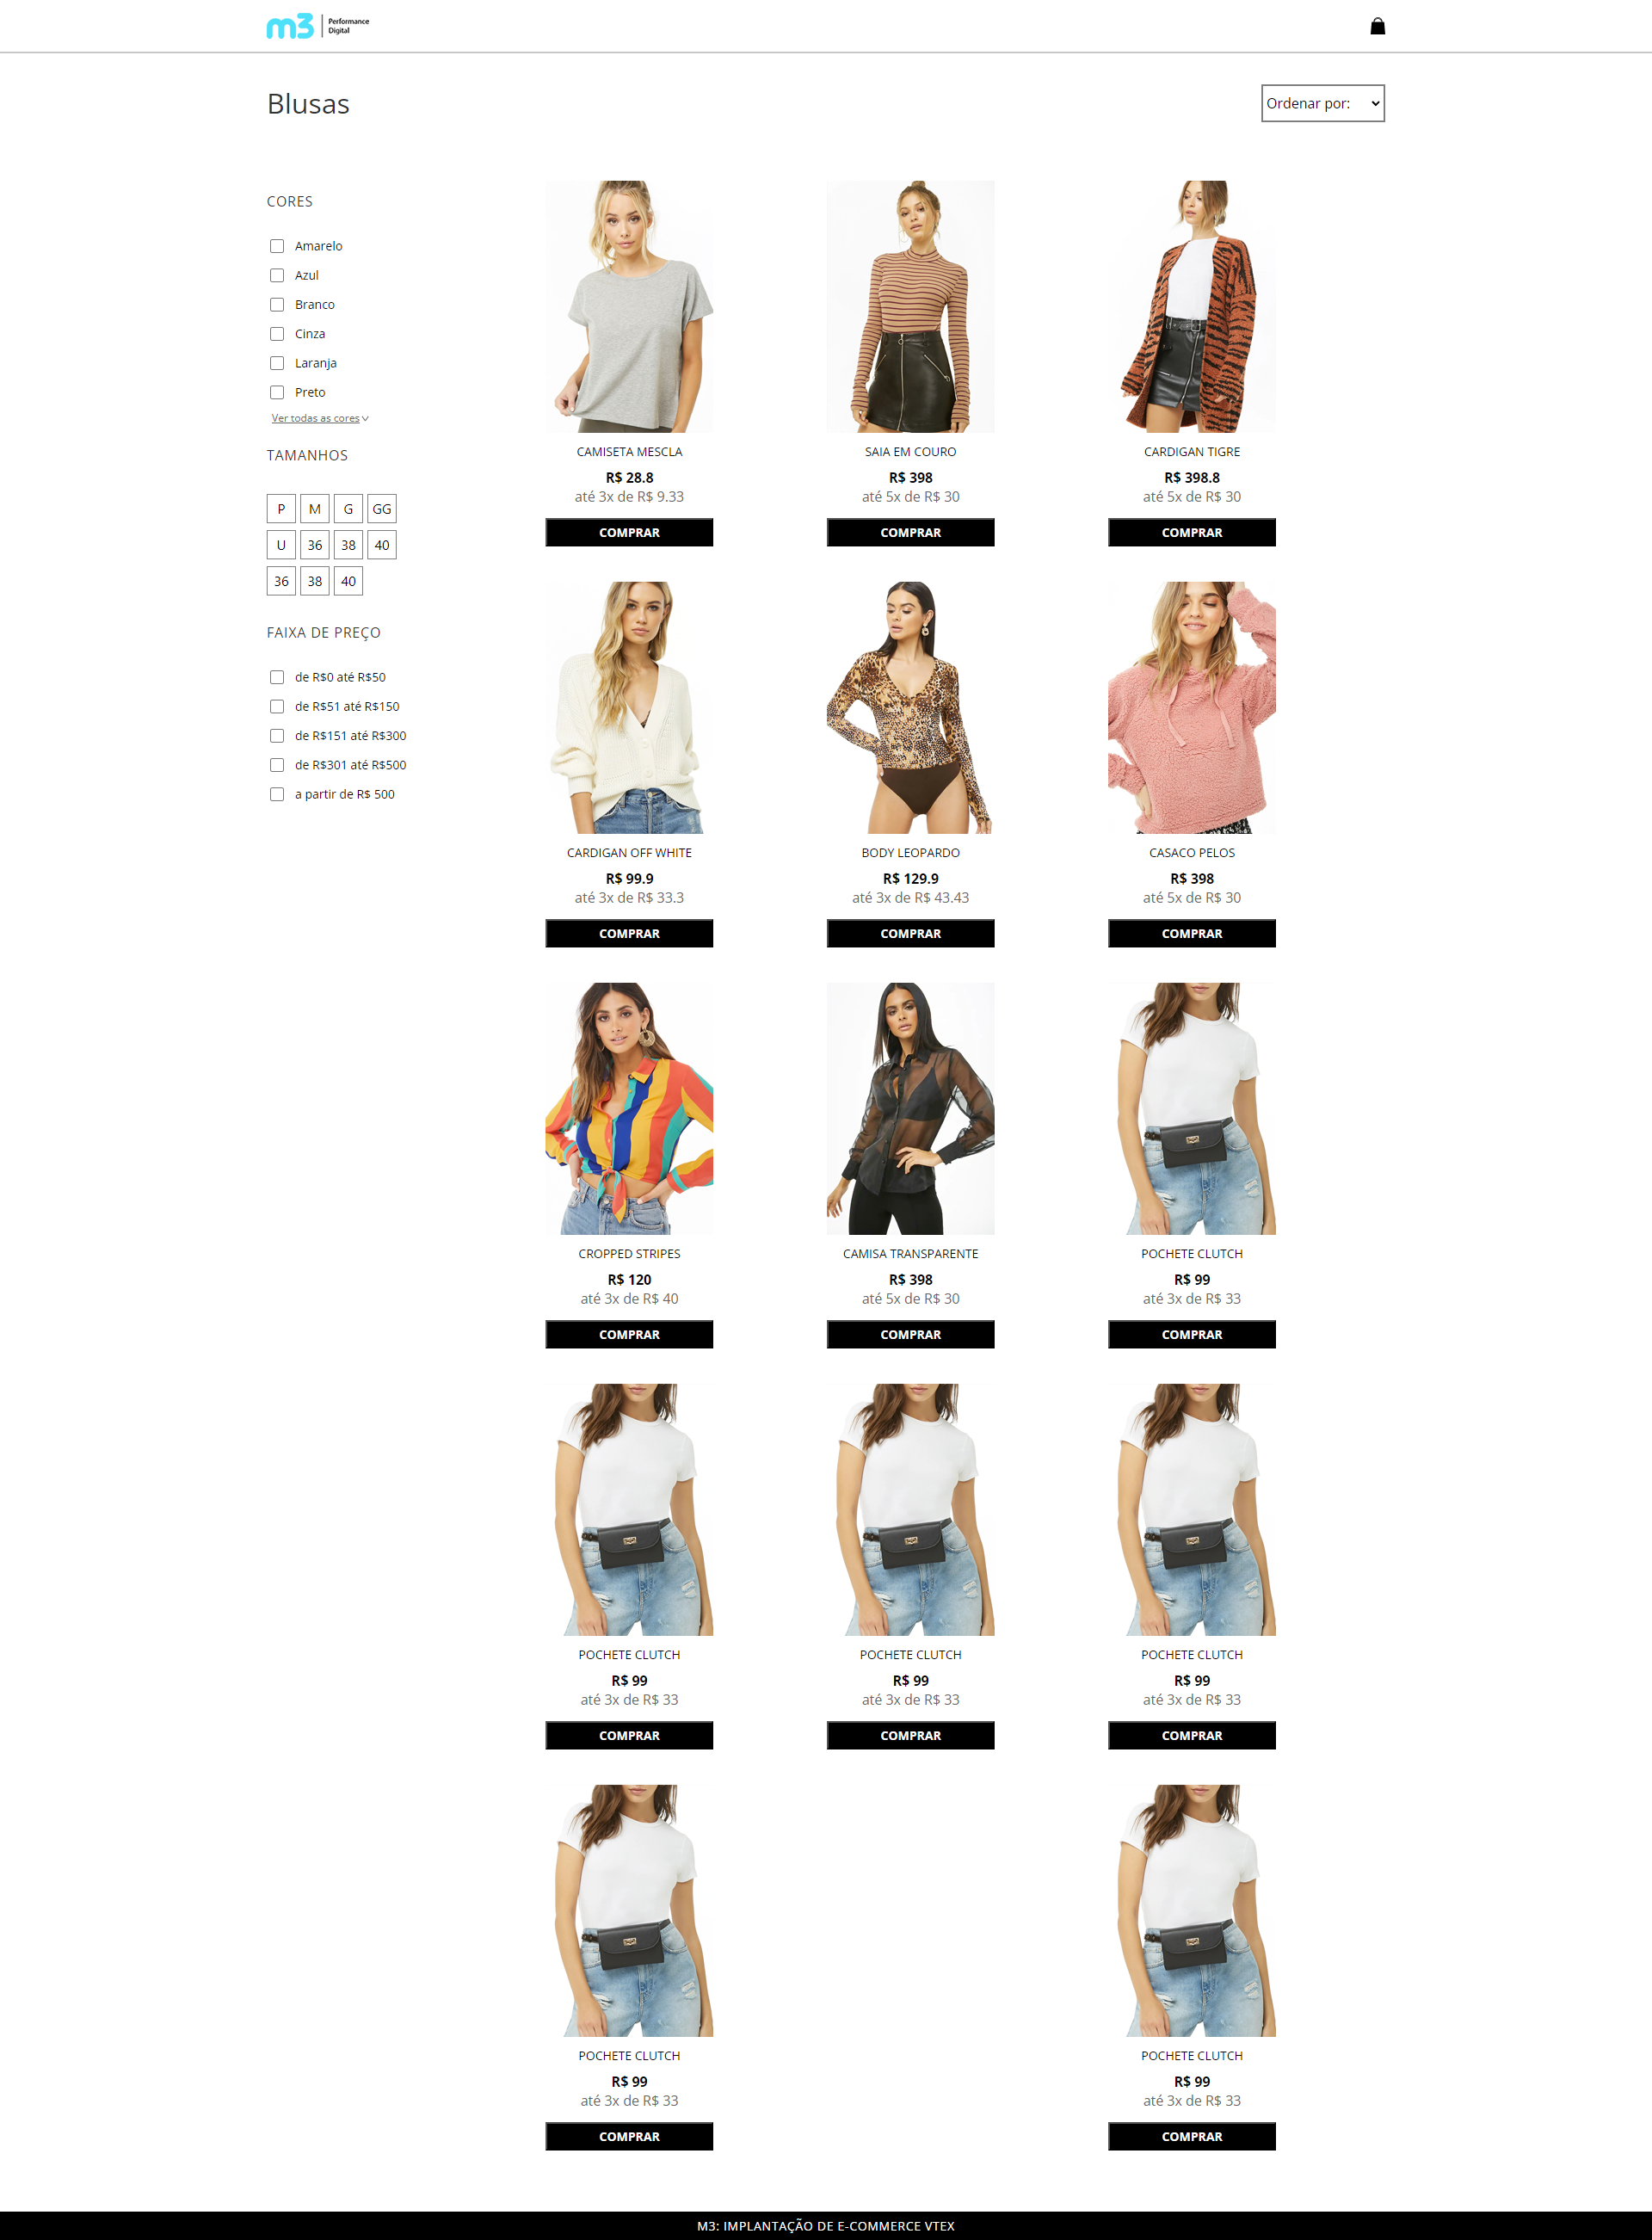 m3 Performance
Digital
Blusas
Ordenar por:
CORES
Amarelo
Azul
Branco
Cinza
Laranja
Preto
Ver todas as cores
TAMANHOS
P M G GG
U 36 38 40
36 38 40
FAIXA DE PREÇO
de R$0 até R$50
de R$51 até R$150
de R$151 até R$300
de R$301 até R$500
a partir de R$ 500
CAMISETA MESCLA
R$ 28.8
até 3x de R$ 9.33
COMPRAR
SAIA EM COURO
R$ 398
até 5x de R$ 30
COMPRAR
CARDIGAN TIGRE
R$ 398.8
até 5x de R$ 30
COMPRAR
CARDIGAN OFF WHITE
R$ 99.9
até 3x de R$ 33.3
COMPRAR
BODY LEOPARDO
R$ 129.9
até 3x de R$ 43.43
COMPRAR
CASACO PELOS
R$ 398
até 5x de R$ 30
COMPRAR
CROPPED STRIPES
R$ 120
até 3x de R$ 40
COMPRAR
CAMISA TRANSPARENTE
R$ 398
até 5x de R$ 30
COMPRAR
POCHETE CLUTCH
R$ 99
até 3x de R$ 33
COMPRAR
POCHETE CLUTCH
R$ 99
até 3x de R$ 33
COMPRAR
POCHETE CLUTCH
R$ 99
até 3x de R$ 33
COMPRAR
POCHETE CLUTCH
R$ 99
até 3x de R$ 33
COMPRAR
POCHETE CLUTCH
R$ 99
até 3x de R$ 33
COMPRAR
POCHETE CLUTCH
R$ 99
até 3x de R$ 33
COMPRAR
M3: IMPLANTAÇÃO DE E-COMMERCE VTEX